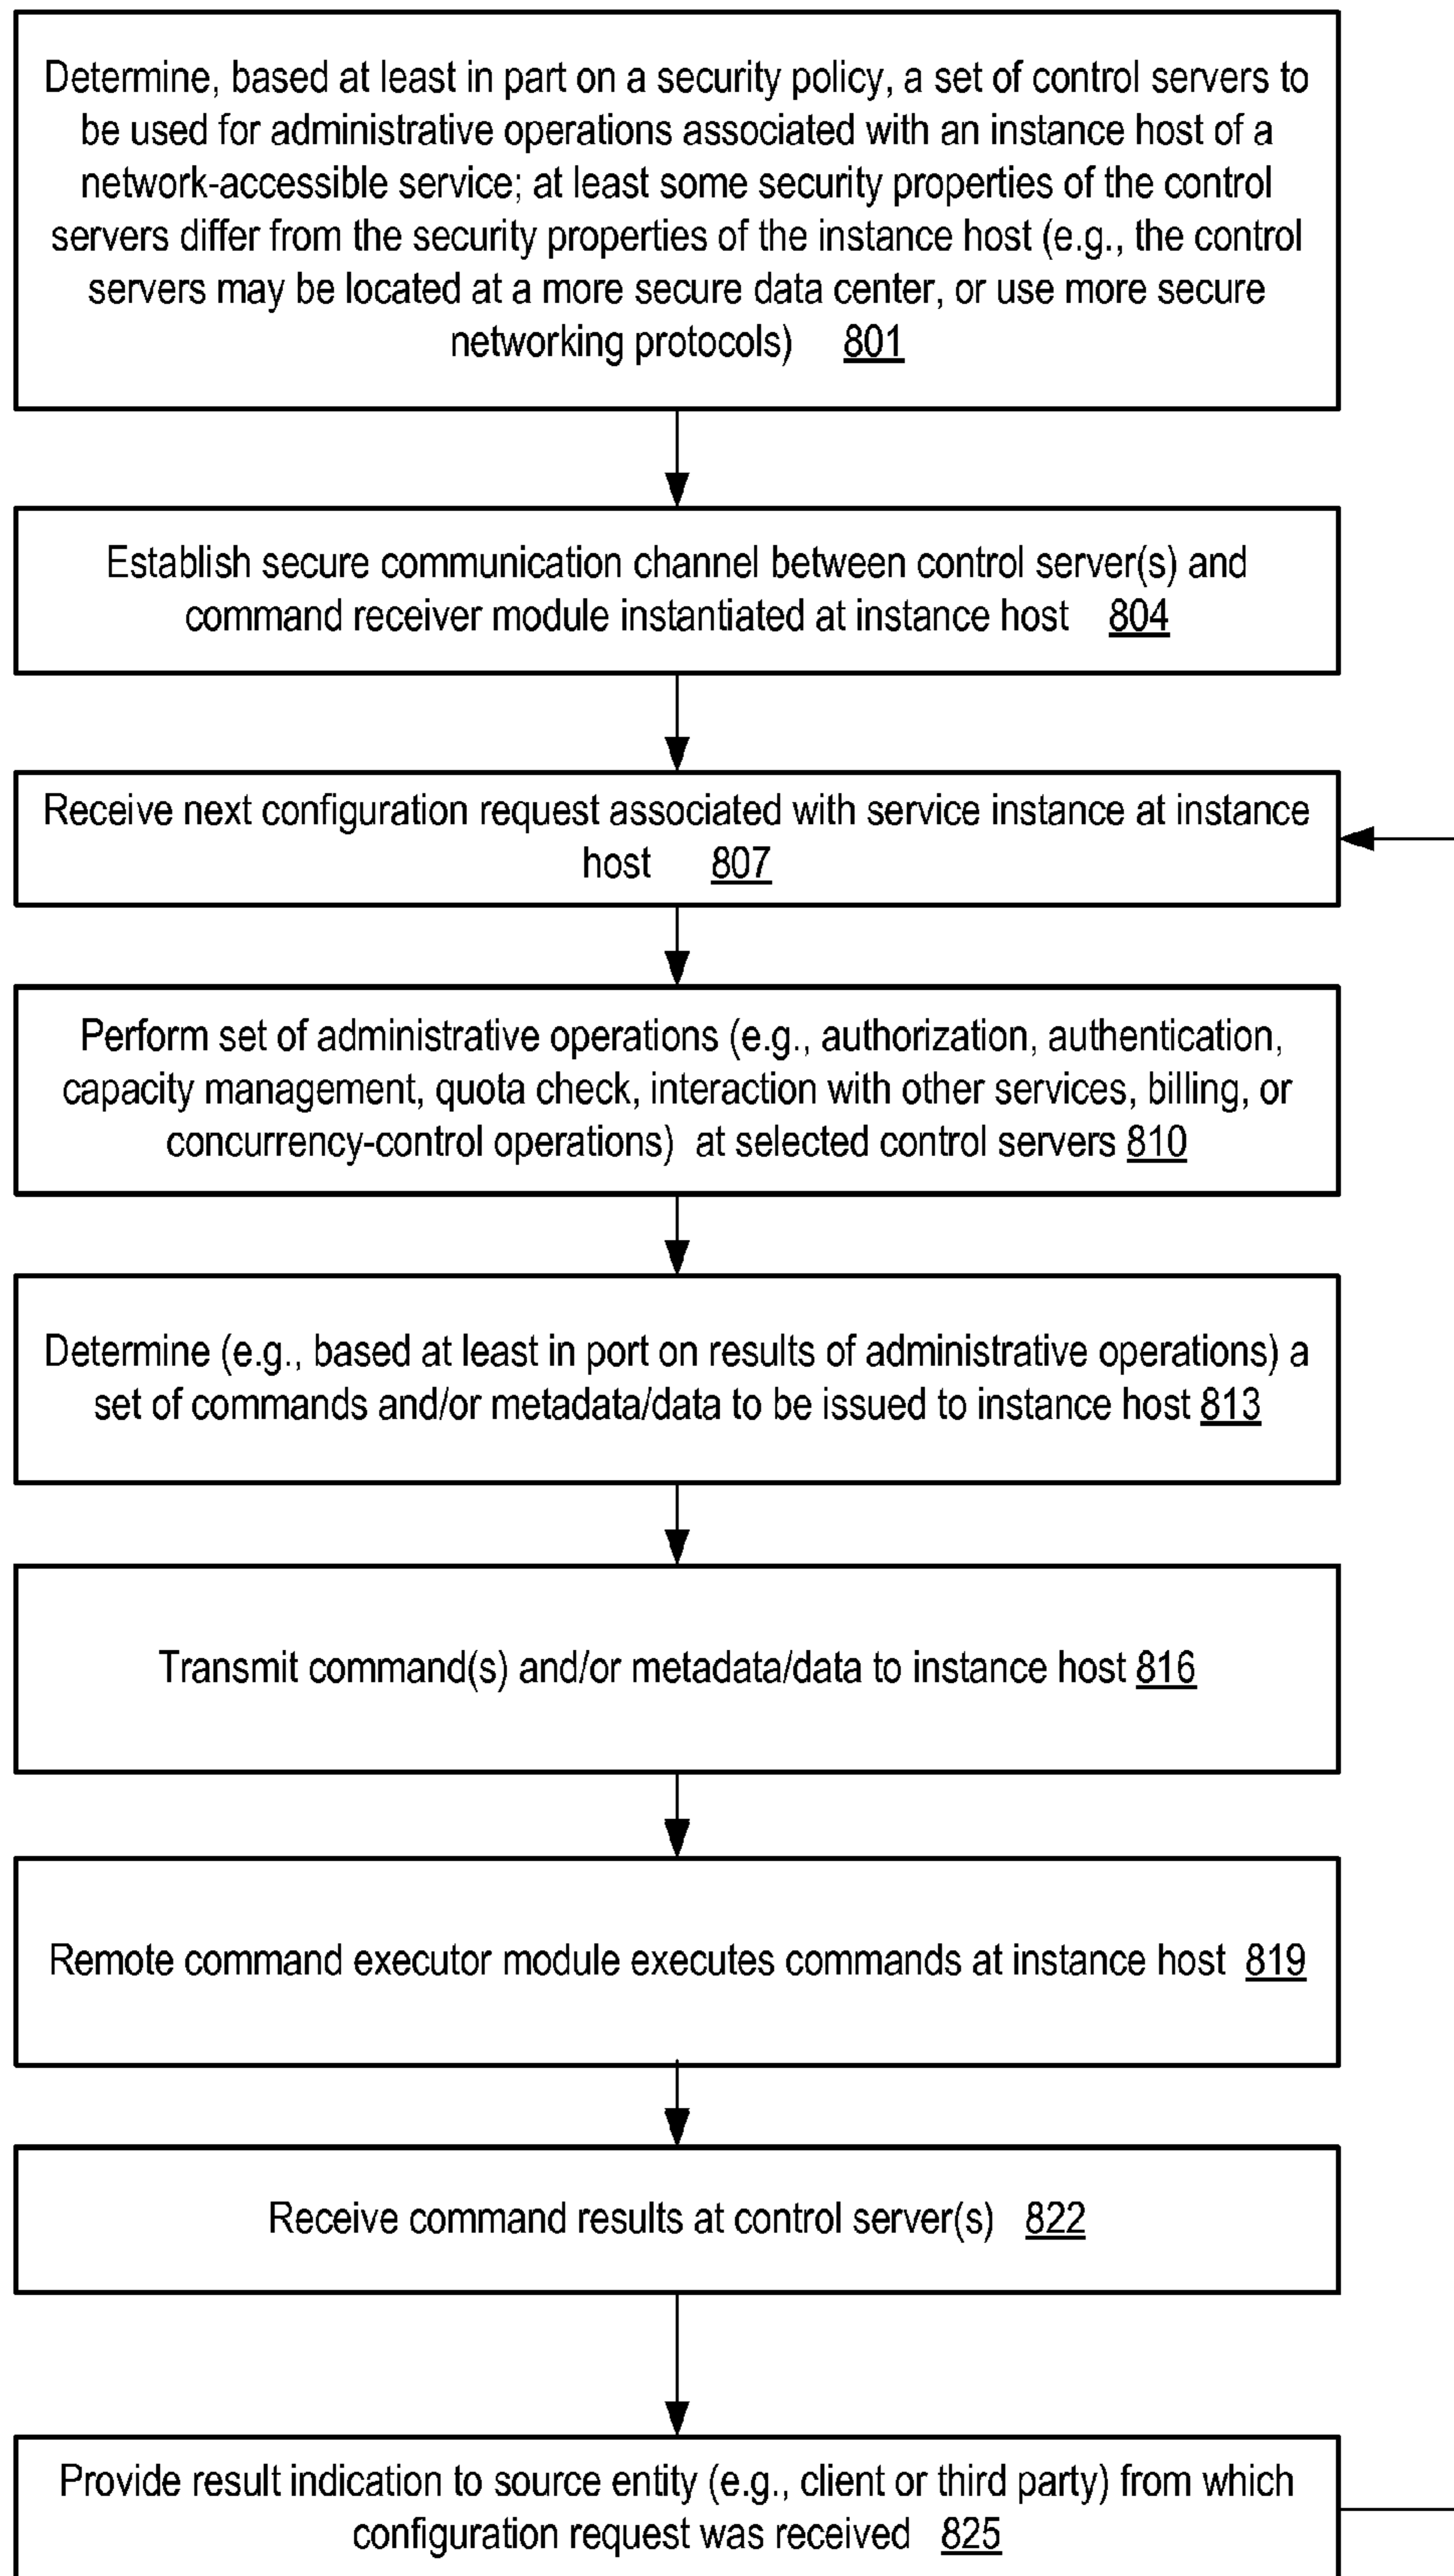 Determine, based at least in part on a security policy, a set of control servers to
be used for administrative operations associated with an instance host of a
network-accessible service; at least some security properties of the control
servers differ from the security properties of the instance host (e.g., the control
servers may be located at a more secure data center, or use more secure
networking protocols) 801
Establish secure communication channel between control server(s) and
command receiver module instantiated at instance host 804
Receive next configuration request associated with service instance at instance
host 807
Perform set of administrative operations (e.g., authorization, authentication,
capacity management, quota check, interaction with other services, billing, or
concurrency-control operations) at selected control servers 810
Determine (e.g., based at least in port on results of administrative operations) a
set of commands and/or metadata/data to be issued to instance host 813
Transmit command(s) and/or metadata/data to instance host 816
Remote command executor module executes commands at instance host 819
Receive command results at control server(s) 822
Provide result indication to source entity (e.g., client or third party) from which
configuration request was received 825